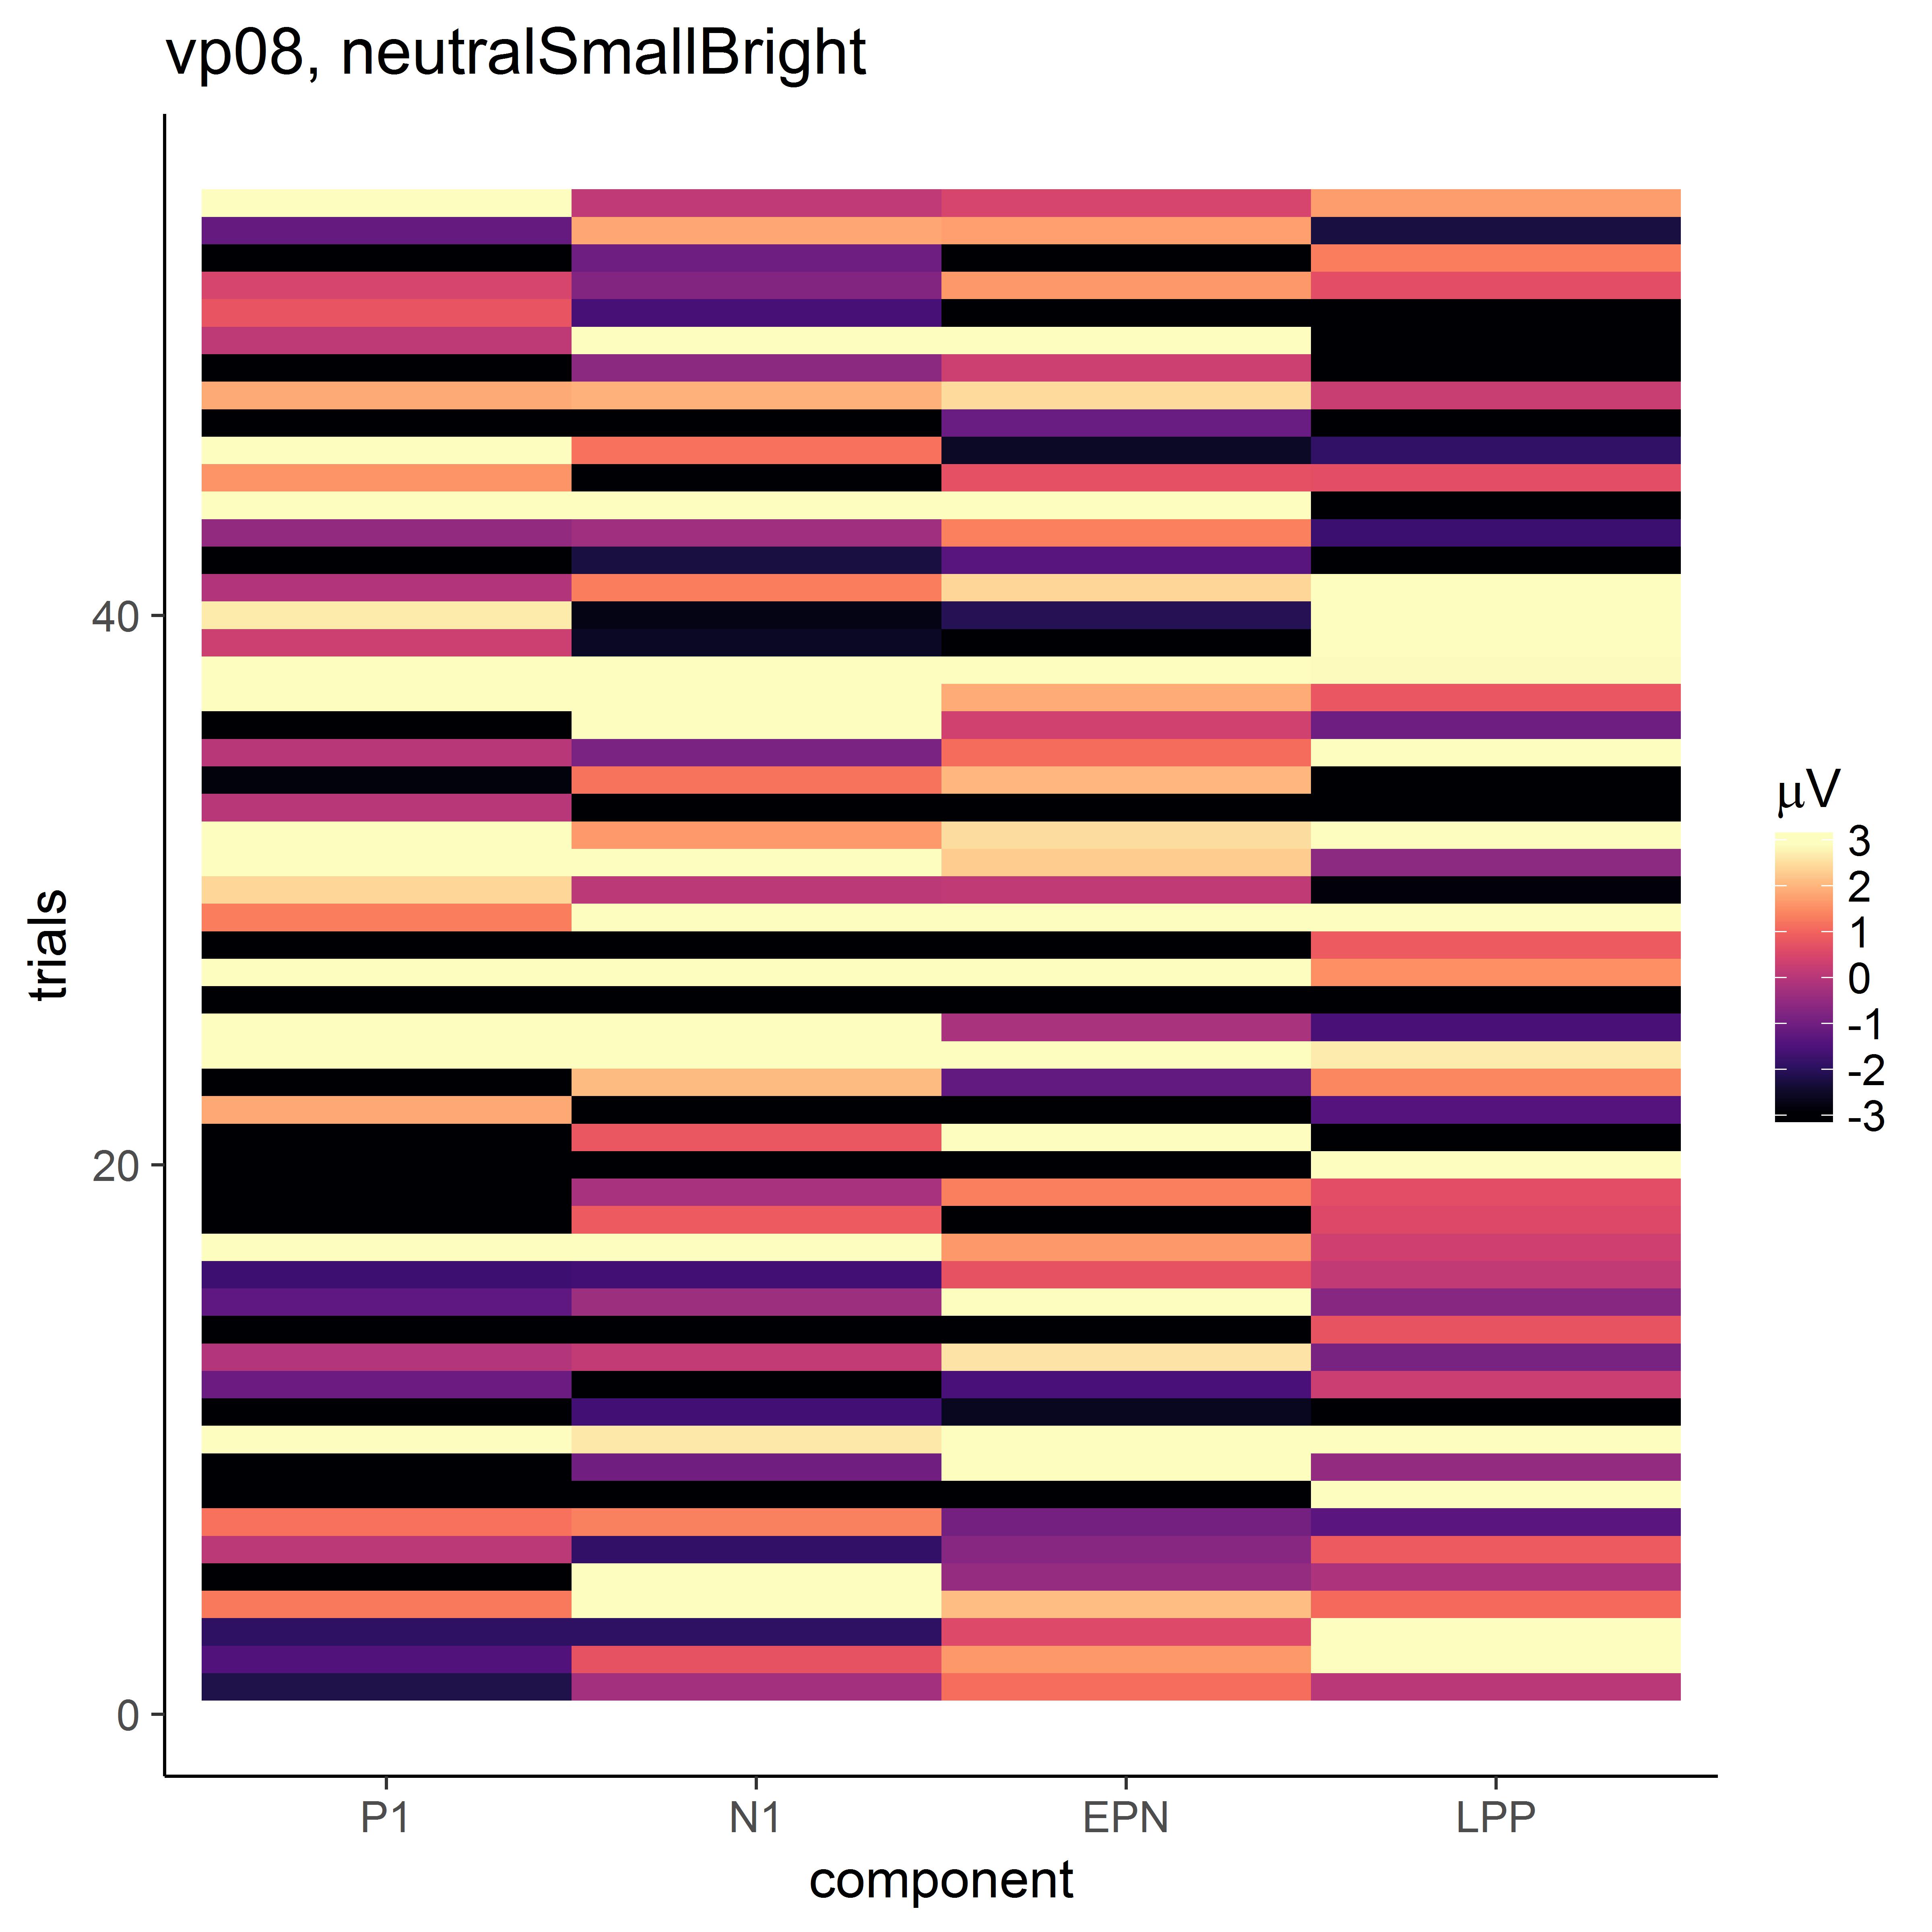 vp08, neutralSmallBright
trials
40
20
0
P1 N1 EPN LPP
component
µV
3
2
1
0
-1
-2
-3